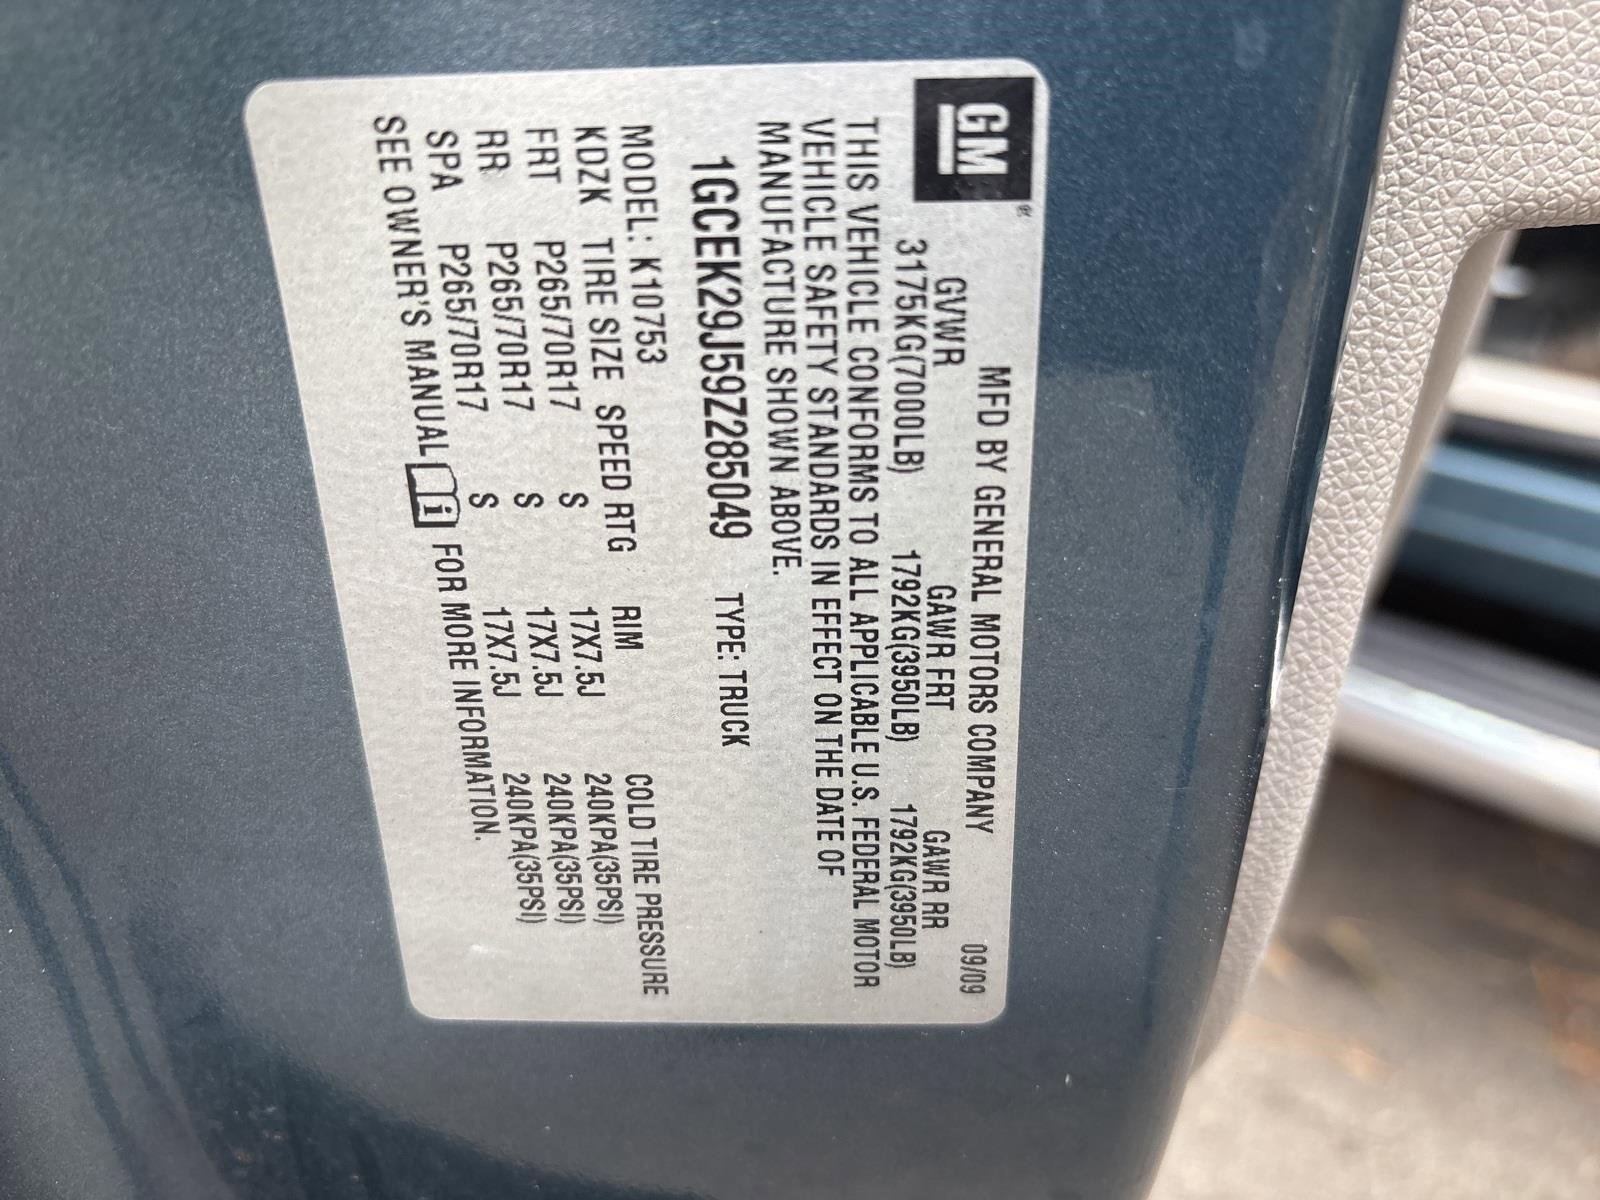 GM
MFD BY GENERAL MOTORS COMPANY 09/09
GVWR GAWR FRT GAWR RR
3175KG(7000LB) 1792KG(3950LB) 1792KG(3950LB)
THIS VEHICLE CONFORMS TO ALL APPLICABLE U.S. FEDERAL MOTOR
VEHICLE SAFETY STANDARDS IN EFFECT ON THE DATE OF
MANUFACTURE SHOWN ABOVE.
1GCEK29J59Z285049 TYPE: TRUCK
MODEL: K10753
KDZK TIRE SIZE SPEED RTG RIM COLD TIRE PRESSURE
FRT P265/70R17 S 17X7.5J 240KPA(35PSI)
RR P265/70R17 S 17X7.5J 240KPA(35PSI)
SPA P265/70R17 S 17X7.5J 240KPA(35PSI)
SEE OWNER'S MANUAL i FOR MORE INFORMATION.